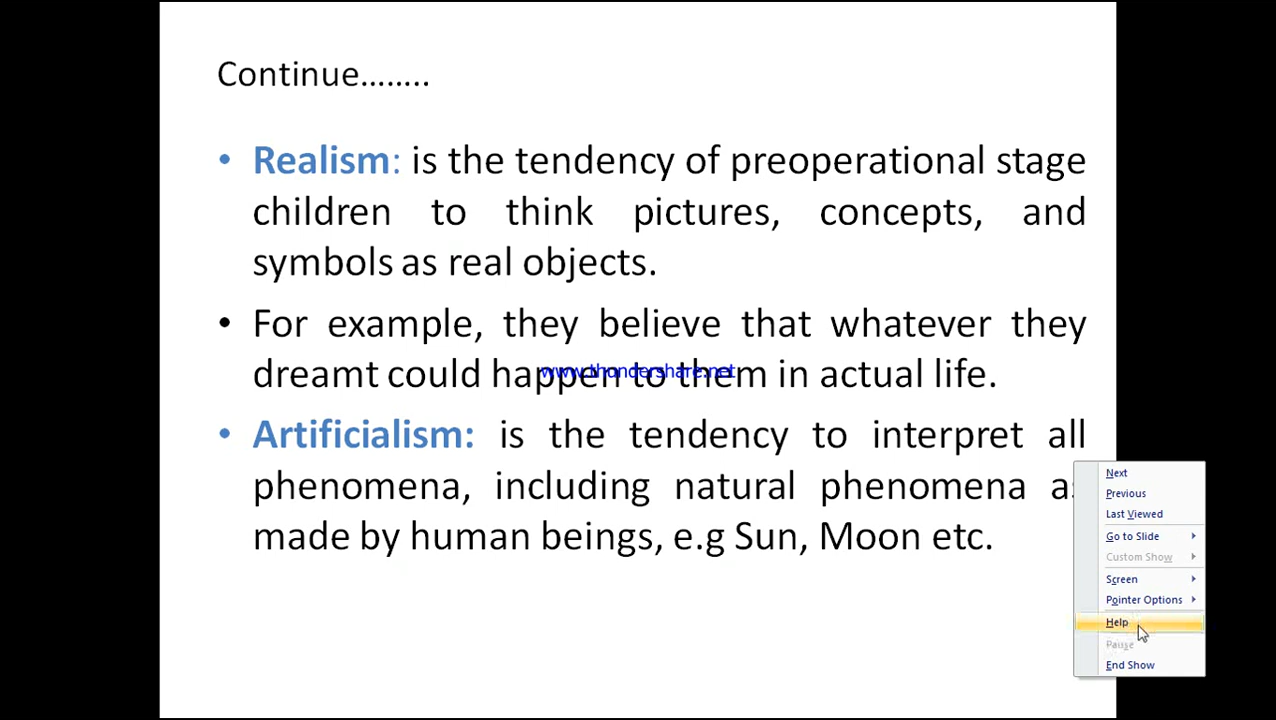 Continue........
• Realism: is the tendency of preoperational stage
children to think pictures, concepts, and
symbols as real objects.
• For example, they believe that whatever they
dreamt could happen to them in actual life.
www.thundershare.net
• Artificialism: is the tendency to interpret all
phenomena, including natural phenomena as
made by human beings, e.g Sun, Moon etc.
Next
Previous
Last Viewed
Go to Slide
Custom Show
Screen
Pointer Options
Help
Pause
End Show